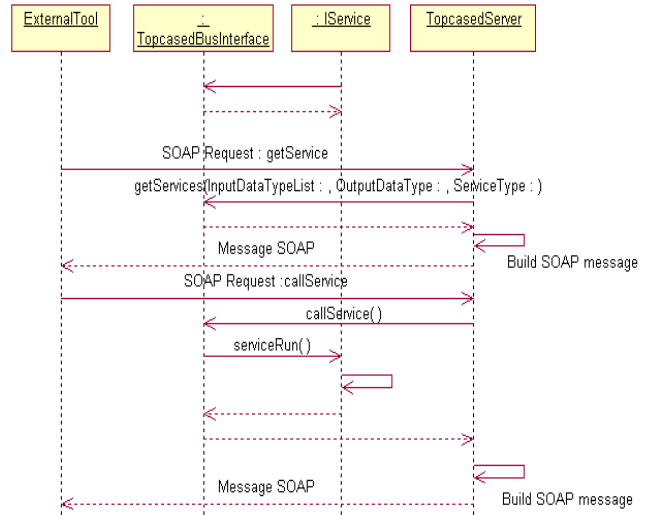 ExternalTool
:
TopcasedBusInterface
: IService
TopcasedServer
SOAP Request : getService
getServices(InputDataTypeList : , OutputDataType : , ServiceType : )
Message SOAP
Build SOAP message
SOAP Request :callService
callService()
serviceRun()
Message SOAP
Build SOAP message